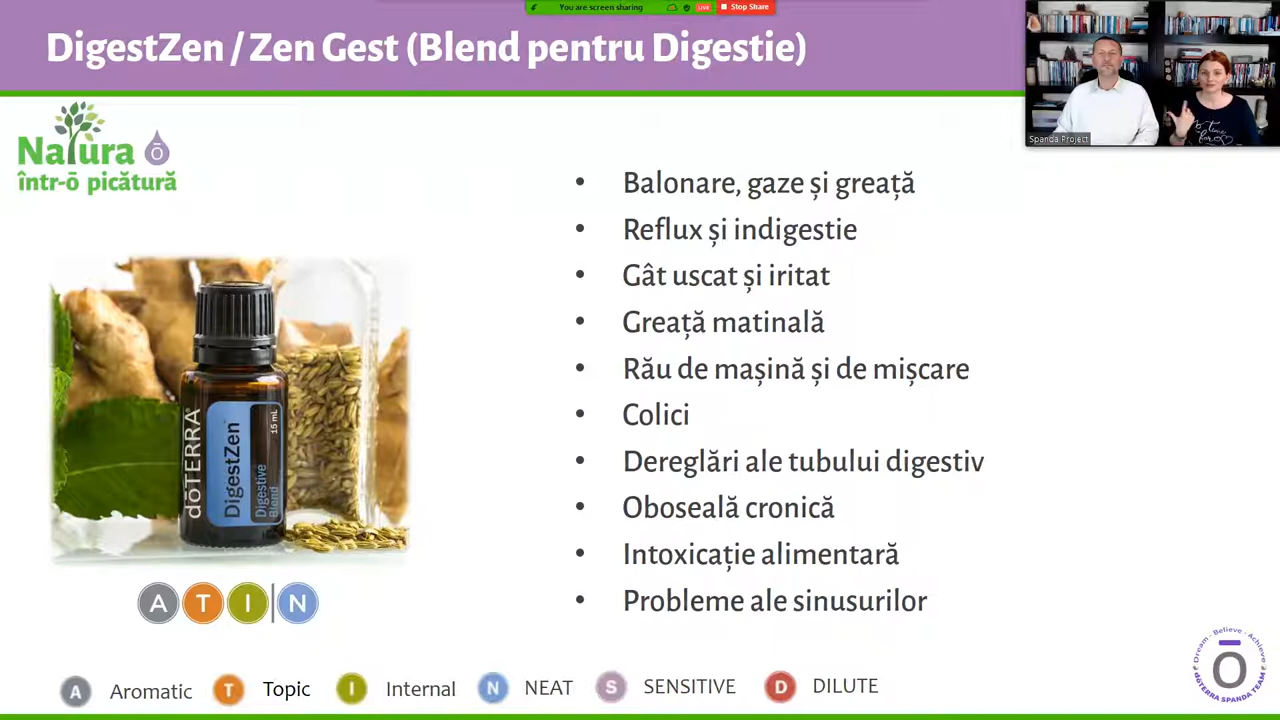 You are screen sharing
LIVE
Stop Share
DigestZen / Zen Gest (Blend pentru Digestie)
Spanda Project
Natura ō
într-ō picătură
• Balonare, gaze și greață
• Reflux și indigestie
• Gât uscat și iritat
• Greață matinală
• Rău de mașină și de mișcare
• Colici
• Dereglări ale tubului digestiv
• Oboseală cronică
• Intoxicație alimentară
• Probleme ale sinusurilor
dōTERRA
DigestZen
Digestive
Blend
15 mL
A T I | N
A Aromatic T Topic I Internal N NEAT S SENSITIVE D DILUTE
Dream - Believe - Achieve
ō
dōTERRA SPANDA TEAM